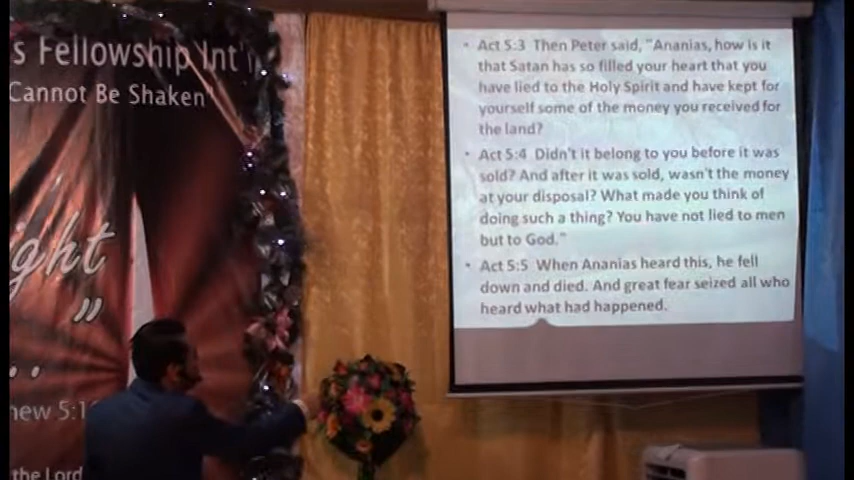 s Fellowship Int'l
Cannot Be Shaken"
ght
"
..
new 5:1
the Lord
• Act 5:3 Then Peter said, "Ananias, how is it
that Satan has so filled your heart that you
have lied to the Holy Spirit and have kept for
yourself some of the money you received for
the land?
• Act 5:4 Didn't it belong to you before it was
sold? And after it was sold, wasn't the money
at your disposal? What made you think of
doing such a thing? You have not lied to men
but to God."
• Act 5:5 When Ananias heard this, he fell
down and died. And great fear seized all who
heard what had happened.